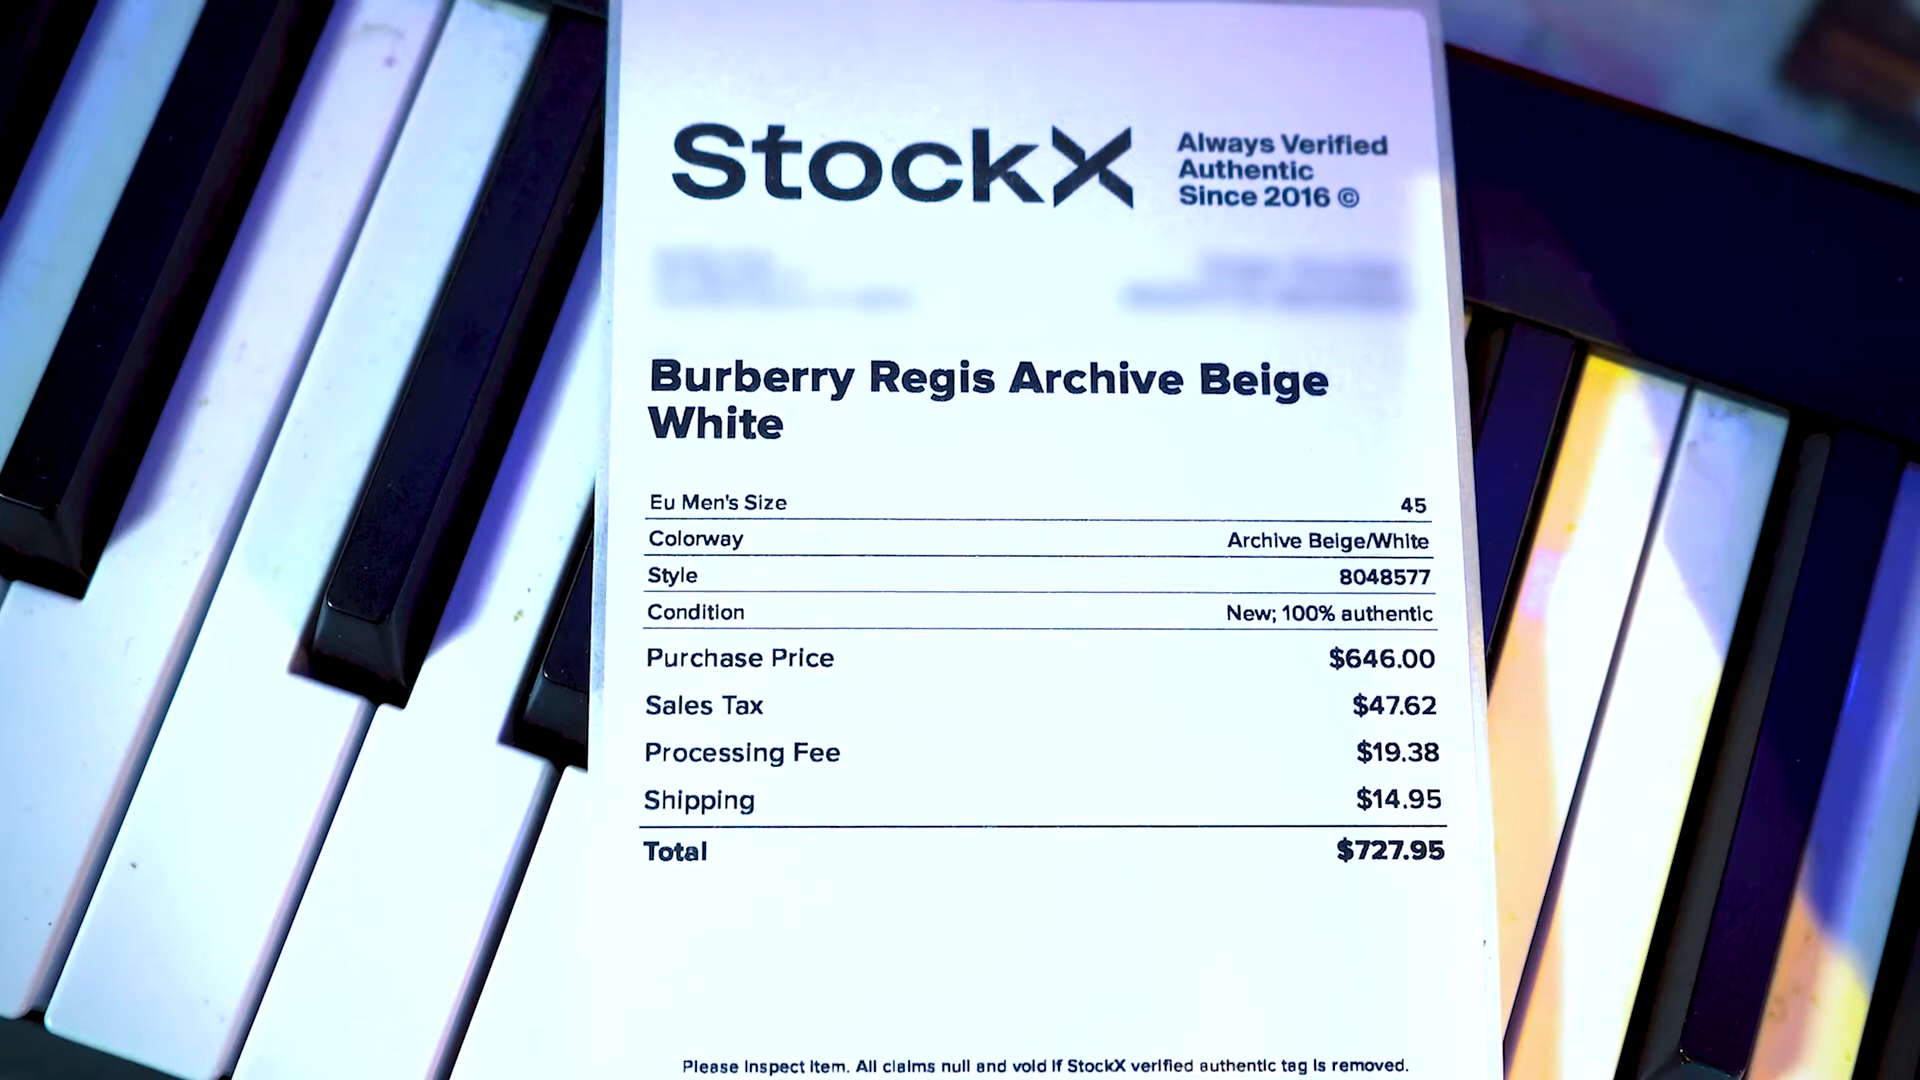 StockX
Always Verified
Authentic
Since 2016 ©
Burberry Regis Archive Beige
White
Eu Men's Size 45
Colorway Archive Beige/White
Style 8048577
Condition New; 100% authentic
Purchase Price $646.00
Sales Tax $47.62
Processing Fee $19.38
Shipping $14.95
Total $727.95
Please Inspect Item. All claims null and void if StockX verified authentic tag is removed.